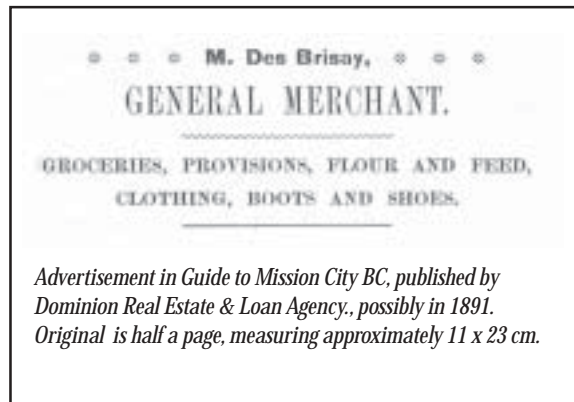 M. Des Brisay,
GENERAL MERCHANT.
GROCERIES, PROVISIONS, FLOUR AND FEED,
CLOTHING, BOOTS AND SHOES.
Advertisement in Guide to Mission City BC, published by
Dominion Real Estate & Loan Agency., possibly in 1891.
Original is half a page, measuring approximately 11 x 23 cm.